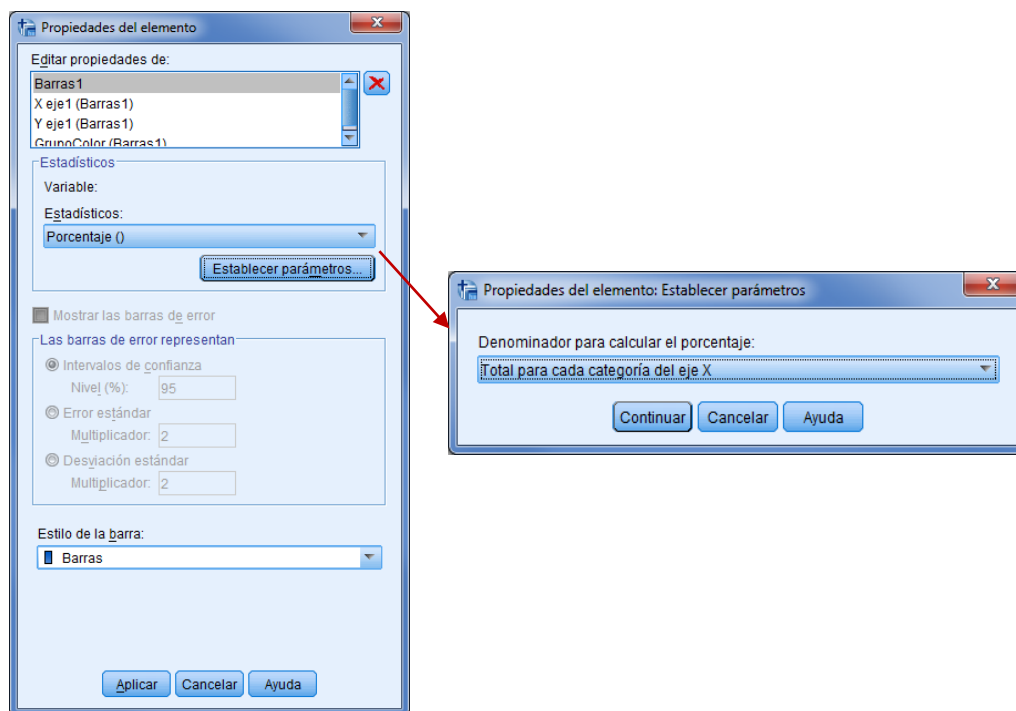 Propiedades del elemento
Editar propiedades de:
Barras1
X eje1 (Barras1)
Y eje1 (Barras1)
GrupoColor (Barras1)
Estadísticos
Variable:
Estadísticos:
Porcentaje ()
Establecer parámetros...
Mostrar las barras de error
Las barras de error representan
Intervalos de confianza
Nivel (%): 95
Error estándar
Multiplicador: 2
Desviación estándar
Multiplicador: 2
Estilo de la barra:
Barras
Aplicar Cancelar Ayuda
Propiedades del elemento: Establecer parámetros
Denominador para calcular el porcentaje:
Total para cada categoría del eje X
Continuar Cancelar Ayuda